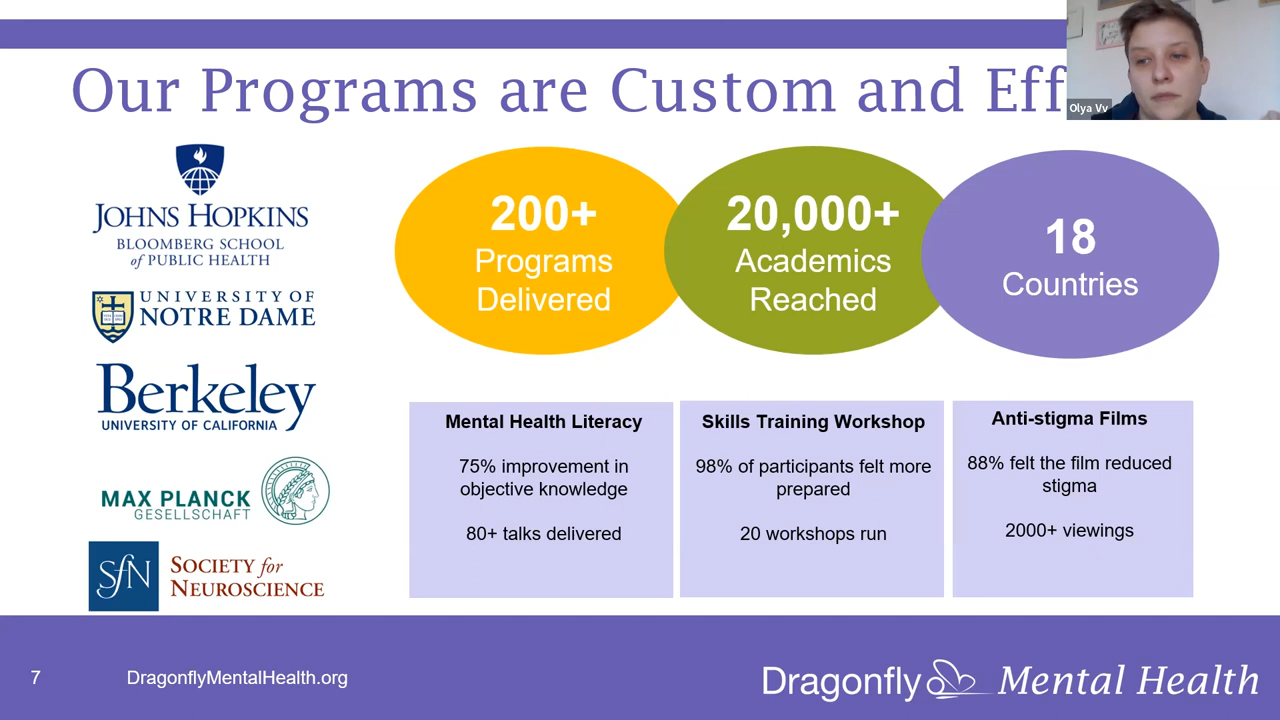 Our Programs are Custom and Eff
Olya Vv
JOHNS HOPKINS
BLOOMBERG SCHOOL
of PUBLIC HEALTH
UNIVERSITY OF
NOTRE DAME
Berkeley
UNIVERSITY OF CALIFORNIA
MAX PLANCK
GESELLSCHAFT
SfN
SOCIETY for
NEUROSCIENCE
200+
Programs
Delivered
20,000+
Academics
Reached
18
Countries
Mental Health Literacy
75% improvement in
objective knowledge
80+ talks delivered
Skills Training Workshop
98% of participants felt more
prepared
20 workshops run
Anti-stigma Films
88% felt the film reduced
stigma
2000+ viewings
7
DragonflyMentalHealth.org
Dragonfly Mental Health